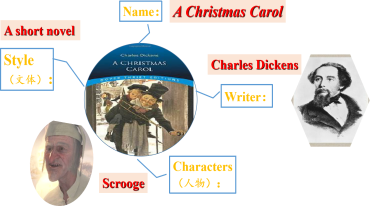 Name:
A Christmas Carol
A short novel
Style
(文体):
Charles Dickens
A CHRISTMAS
CAROL
Charles Dickens
Writer:
Characters
(人物):
Scrooge